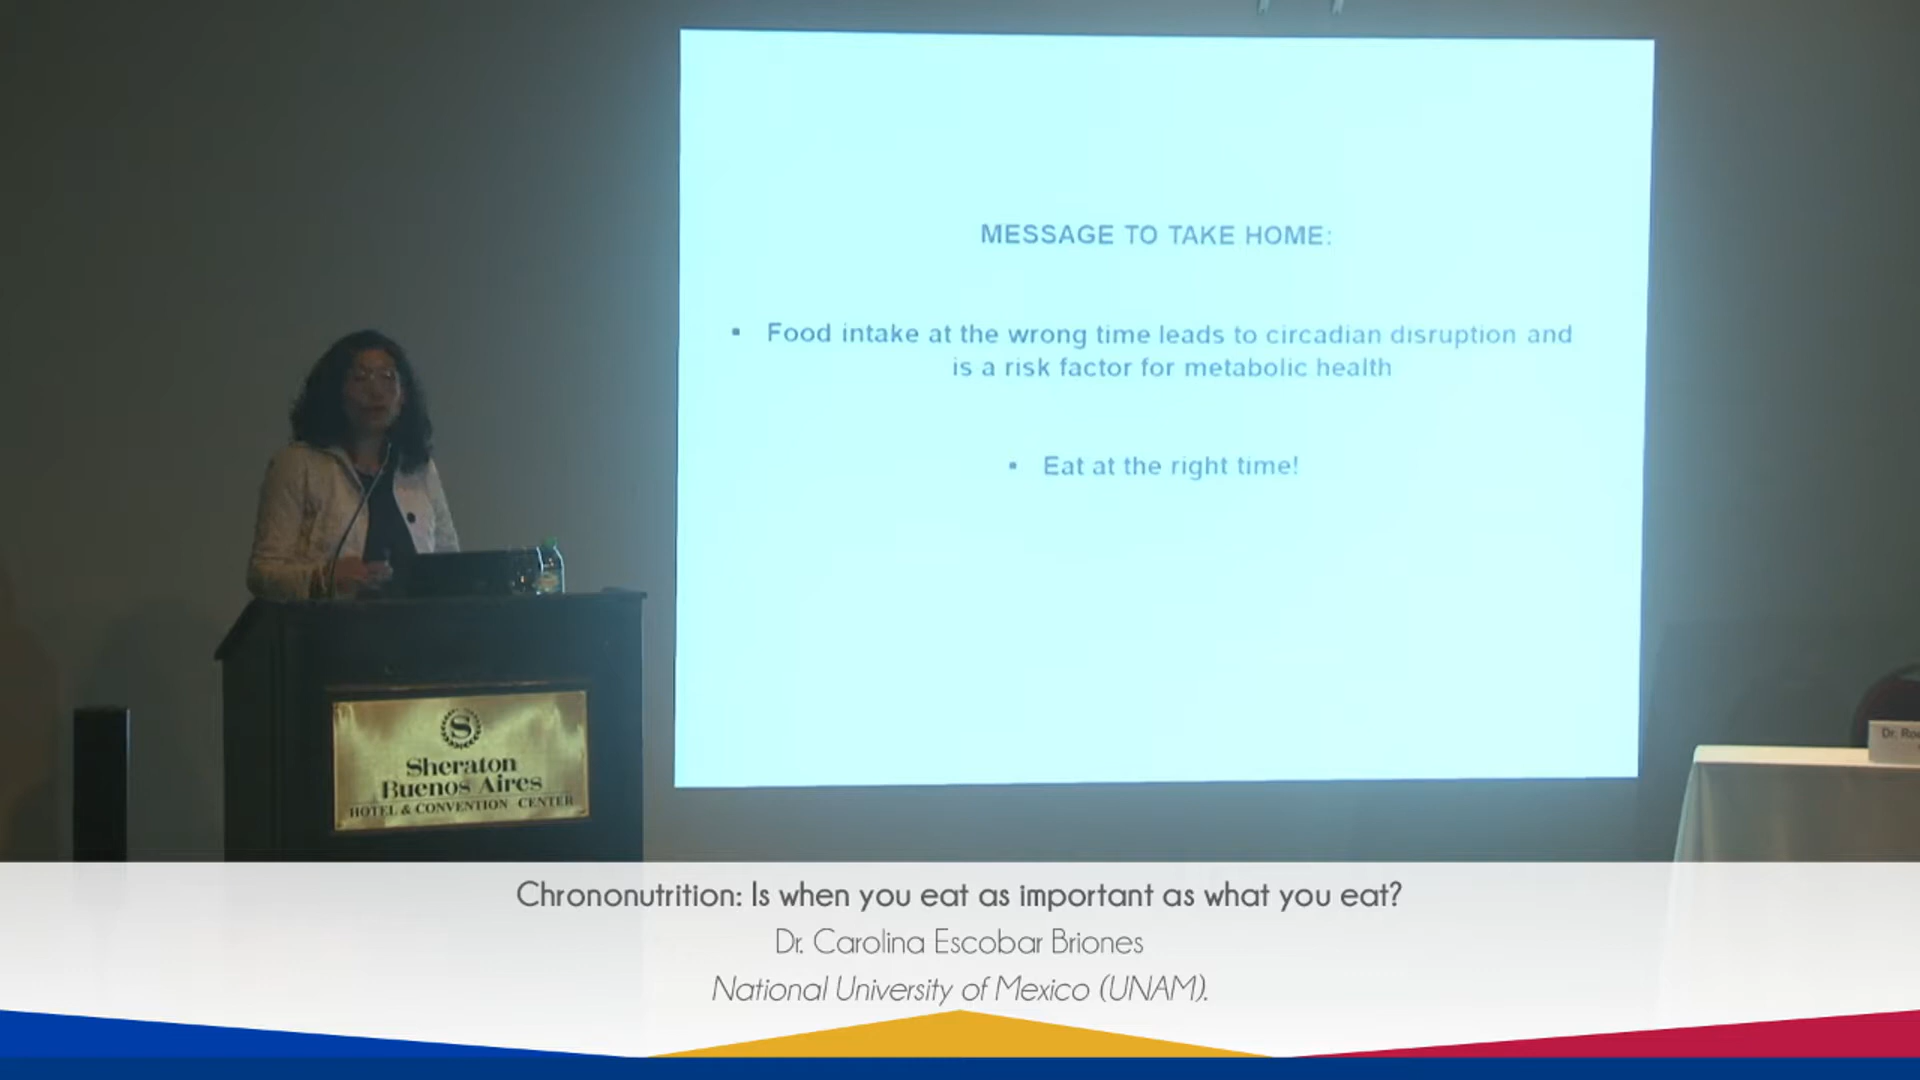 MESSAGE TO TAKE HOME:
▪ Food intake at the wrong time leads to circadian disruption and
is a risk factor for metabolic health
▪ Eat at the right time!
S
Sheraton
Buenos Aires
HOTEL & CONVENTION CENTER
Dr.
Chrononutrition: Is when you eat as important as what you eat?
Dr. Carolina Escobar Briones
National University of Mexico (UNAM).